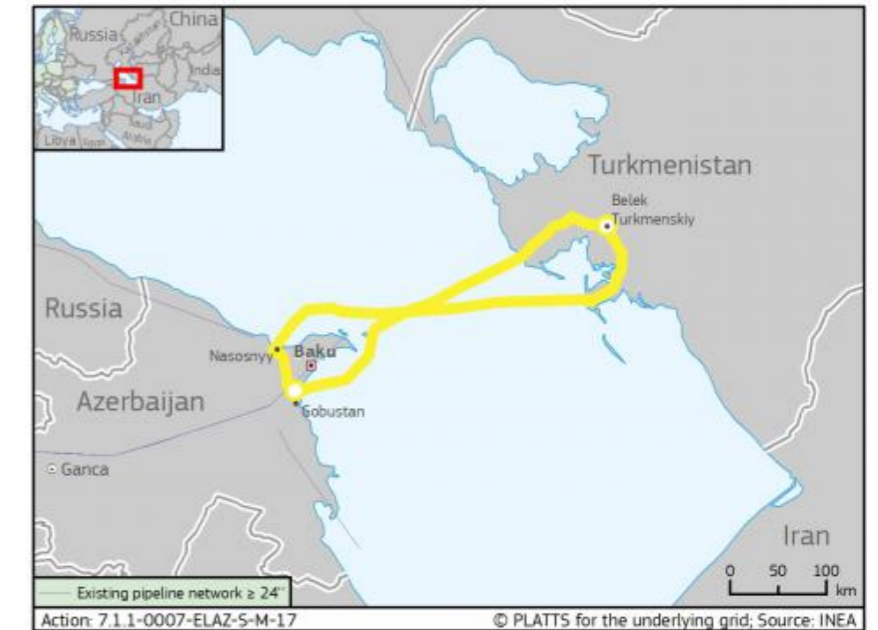 China
Russia
India
Iran
Libya
Turkmenistan
Belek
Turkmenskiy
Russia
Nasosnyy
Baku
Azerbaijan
Gobustan
Ganca
Iran
0 50 100
km
Existing pipeline network ≥ 24"
Action: 7.1.1-0007-ELAZ-S-M-17
© PLATTS for the underlying grid; Source: INEA